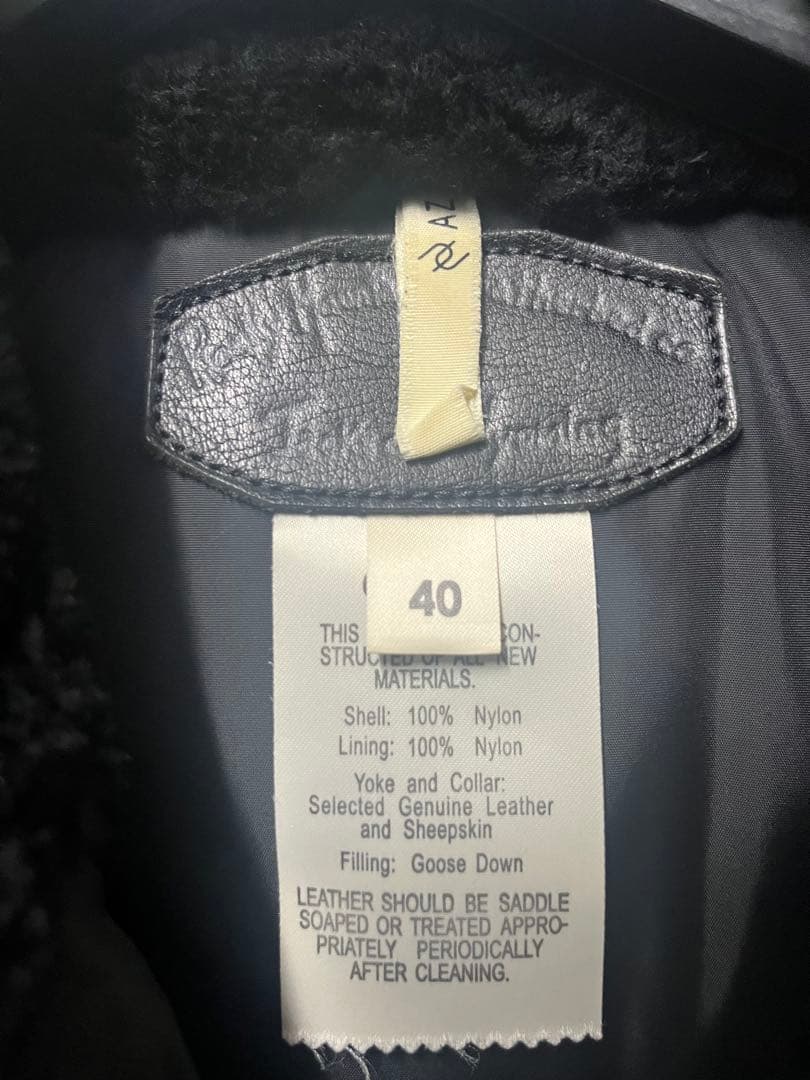 AZ
40
THIS CON-
STRUCTED OF ALL NEW
MATERIALS.
Shell: 100% Nylon
Lining: 100% Nylon
Yoke and Collar:
Selected Genuine Leather
and Sheepskin
Filling: Goose Down
LEATHER SHOULD BE SADDLE
SOAPED OR TREATED APPRO-
PRIATELY PERIODICALLY
AFTER CLEANING.